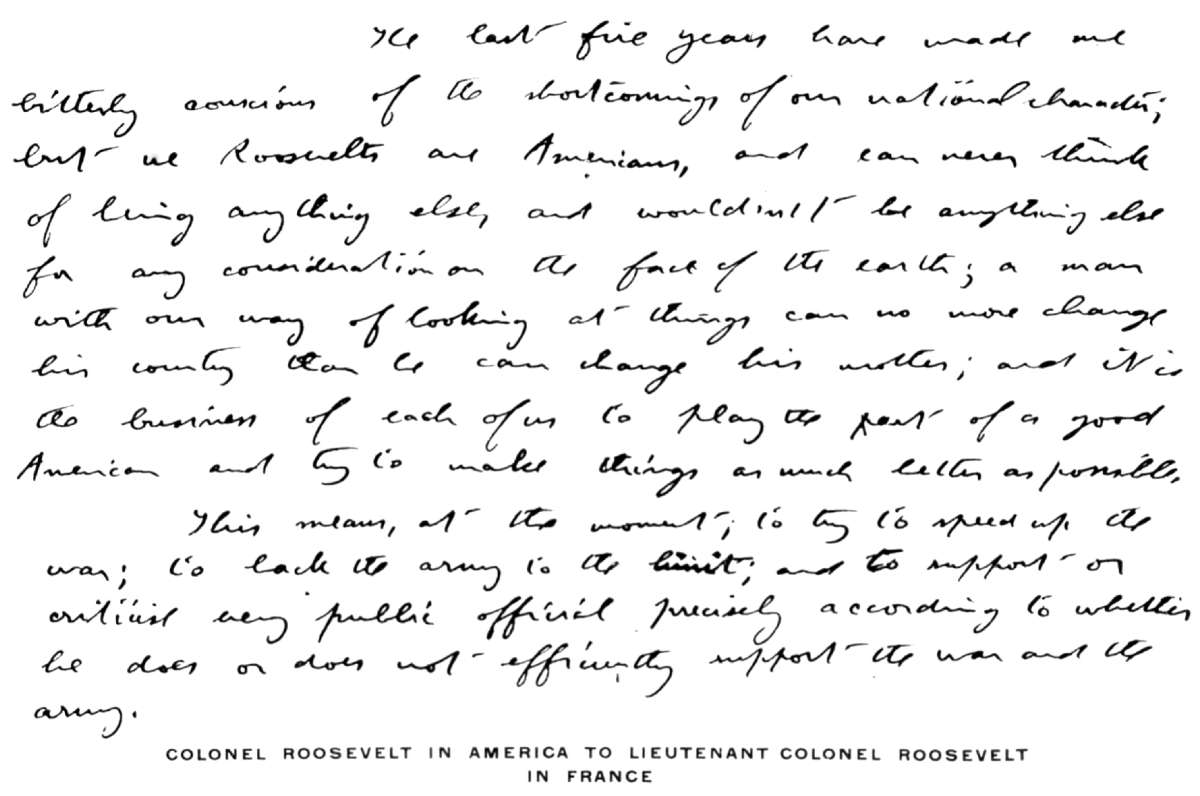 The last five years have made me
bitterly conscious of the shortcomings of our national character;
but we Roosevelts are Americans, and can never think
of being anything else, and wouldn't be anything else
for any consideration on the face of the earth; a man
with our way of looking at things can no more change
his country than he can change his mother; and it is
the business of each of us to play the part of a good
American and try to make things as much better as possible.
This means, at the moment, to try to speed up the
war; to back the army to the limit; and to support or
criticise every public official precisely according to whether
he does or does not efficiently support the war and the
army.
COLONEL ROOSEVELT IN AMERICA TO LIEUTENANT COLONEL ROOSEVELT
IN FRANCE